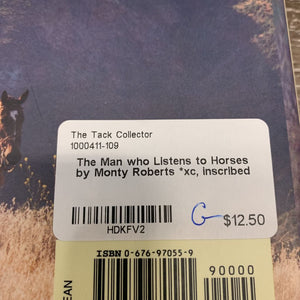 The Tack Collector
1000411-109
The Man who Listens to Horses
by Monty Roberts *xc, inscribed
HDKFV2
G $12.50
ISBN 0-676-97055-9
90000
EAN